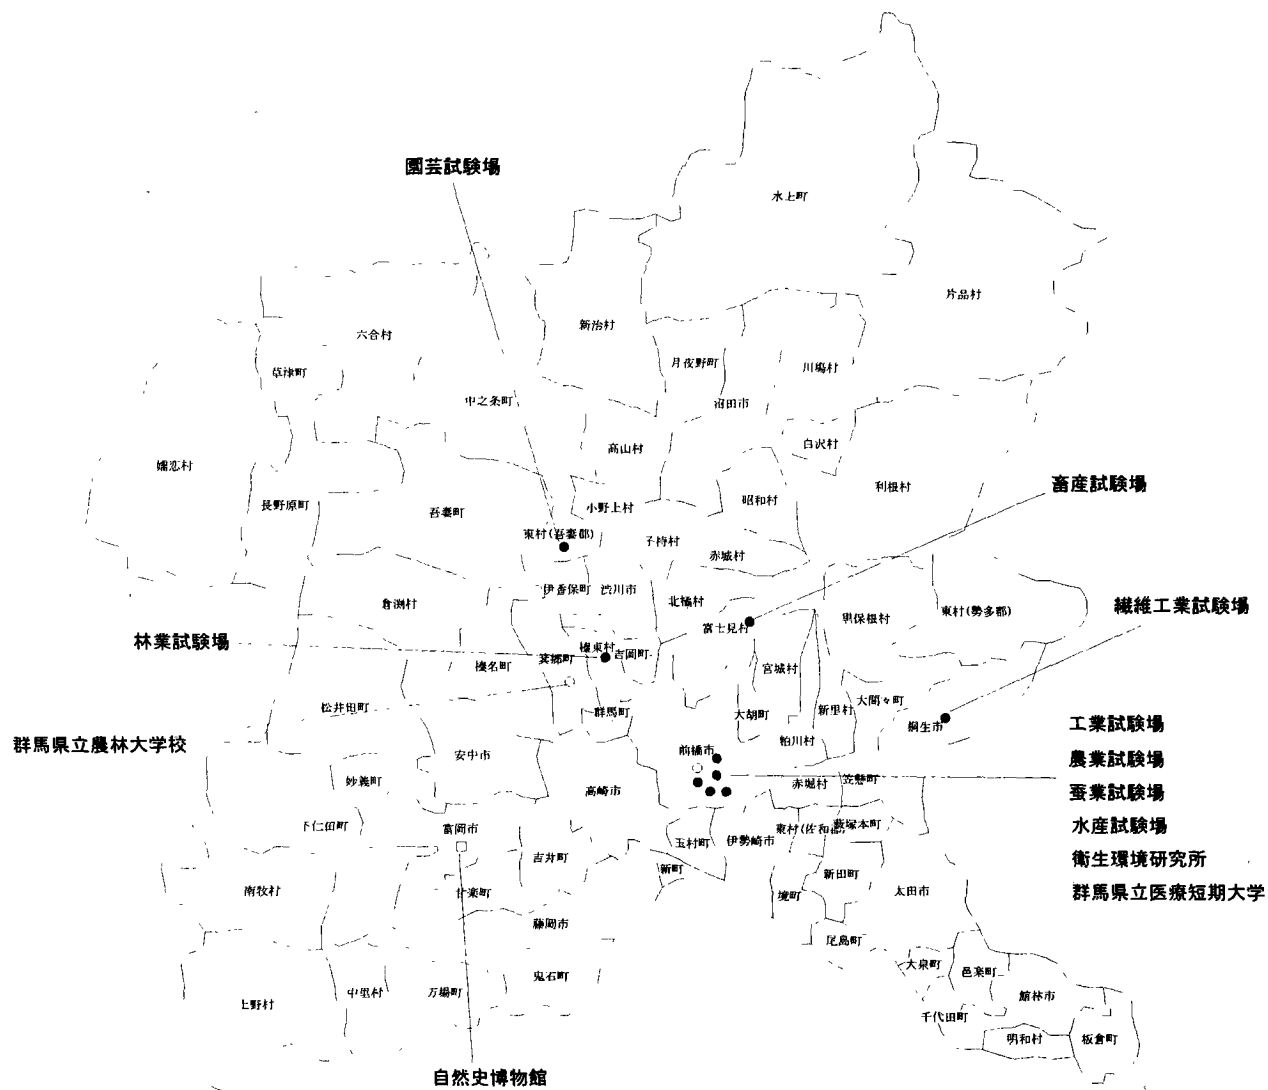 園芸試験場
水上町
片品村
新治村
六合村
月夜野町
川場村
草津町
中之条町
沼田市
高山村
白沢村
嬬恋村
畜産試験場
利根村
昭和村
長野原町
吾妻町
小野上村
東村(吾妻郡)
子持村
赤城村
伊香保町
渋川市
北橘村
倉渕村
繊維工業試験場
黒保根村
東村(勢多郡)
富士見村
林業試験場
榛東村
吉岡町
箕郷町
榛名町
宮城村
大間々町
松井田町
群馬町
大胡町
新里村
桐生市
工業試験場
群馬県立農林大学校
粕川村
前橋市
安中市
農業試験場
妙義町
高崎市
赤堀村
笠懸町
蚕業試験場
下仁田町
富岡市
水産試験場
藪塚本町
玉村町
伊勢崎市
吉井町
衛生環境研究所
新町
新田町
南牧村
甘楽町
境町
太田市
群馬県立医療短期大学
藤岡市
尾島町
大泉町
邑楽町
鬼石町
上野村
中里村
万場町
館林市
千代田町
明和村
板倉町
自然史博物館